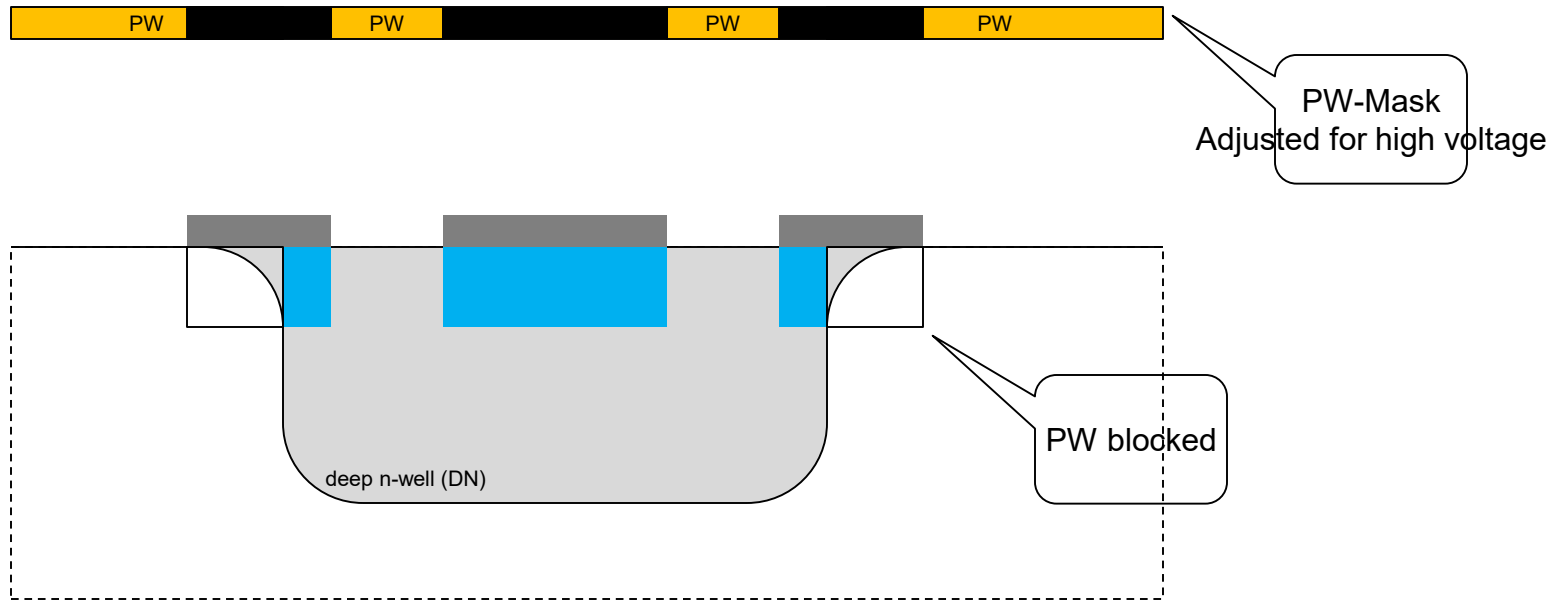 PW
PW
PW
PW
PW-Mask
Adjusted for high voltage
PW blocked
deep n-well (DN)